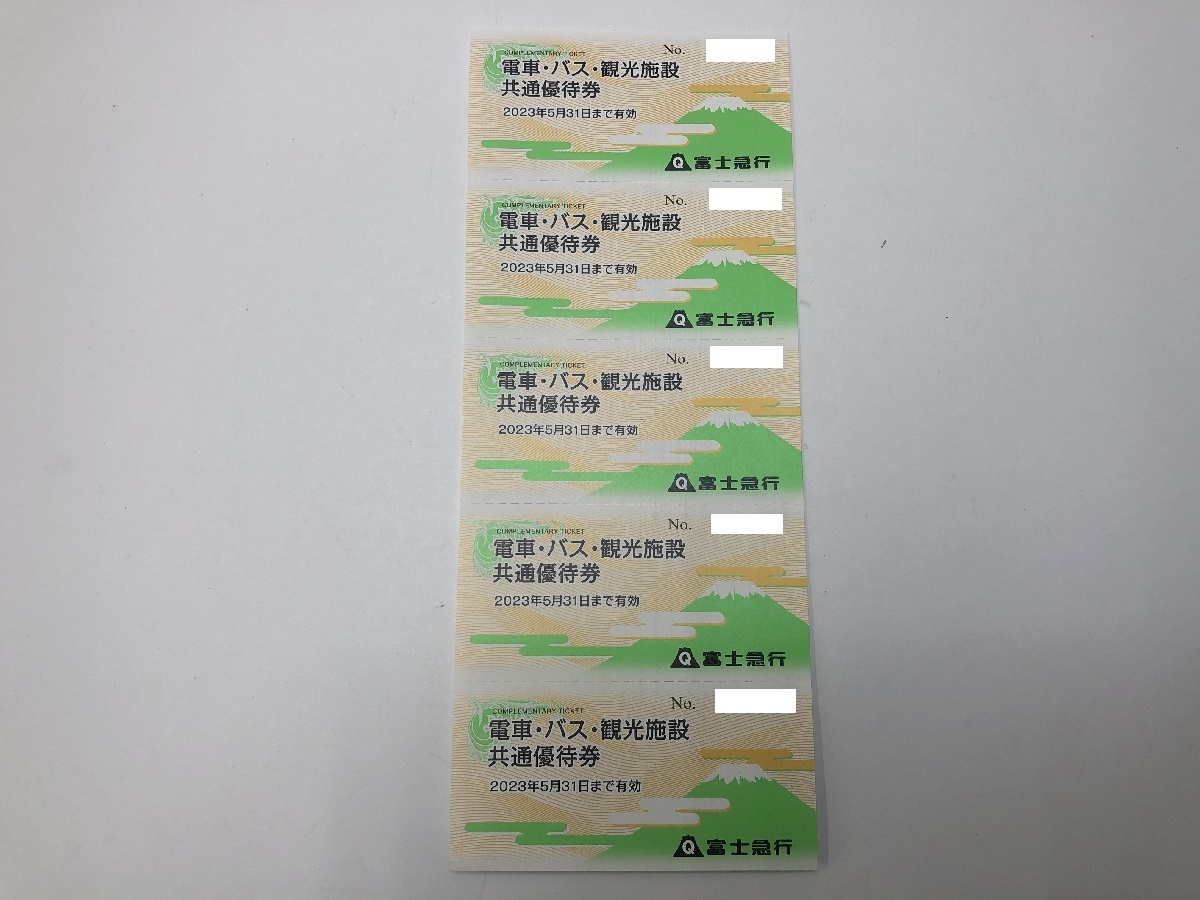 No.
COMPLEMENTARY TICKET
電車・バス・観光施設
共通優待券
2023年5月31日まで有効
Q 富士急行
No.
COMPLEMENTARY TICKET
電車・バス・観光施設
共通優待券
2023年5月31日まで有効
Q 富士急行
No.
COMPLEMENTARY TICKET
電車・バス・観光施設
共通優待券
2023年5月31日まで有効
Q 富士急行
No.
COMPLEMENTARY TICKET
電車・バス・観光施設
共通優待券
2023年5月31日まで有効
Q 富士急行
No.
COMPLEMENTARY TICKET
電車・バス・観光施設
共通優待券
2023年5月31日まで有効
Q 富士急行